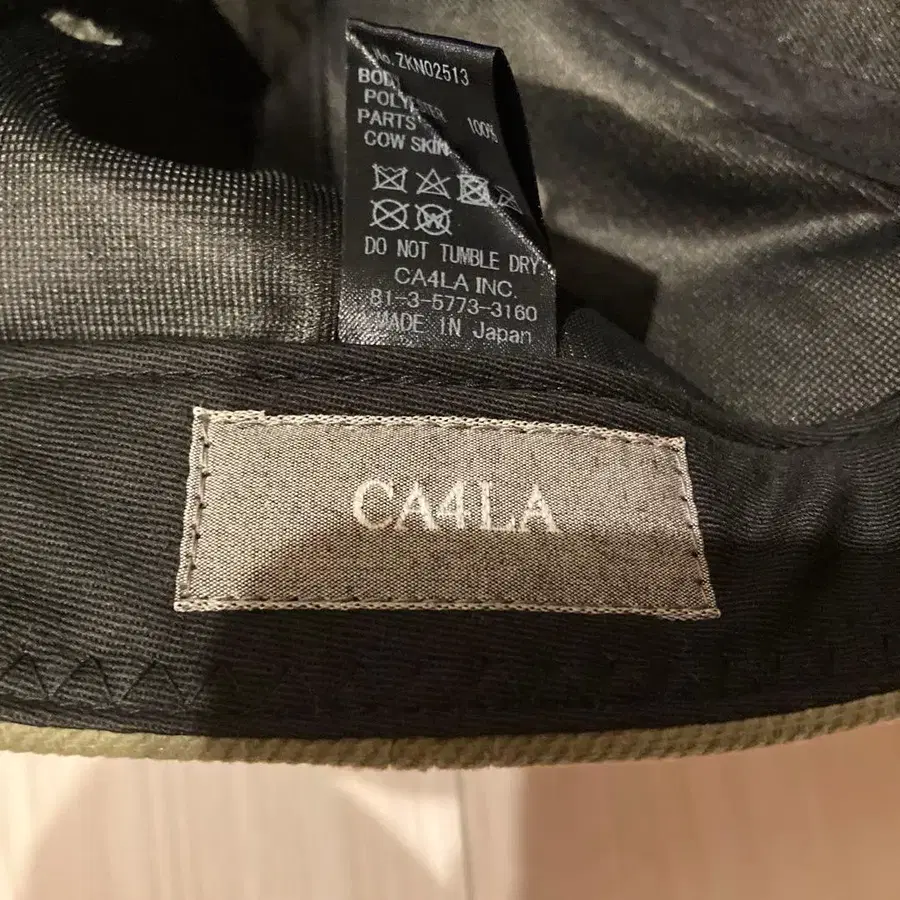 No. ZKN02513
BODY
POLYESTER 100%
PARTS
COW SKIN
DO NOT TUMBLE DRY
CA4LA INC.
81-3-5773-3160
MADE IN Japan
CA4LA